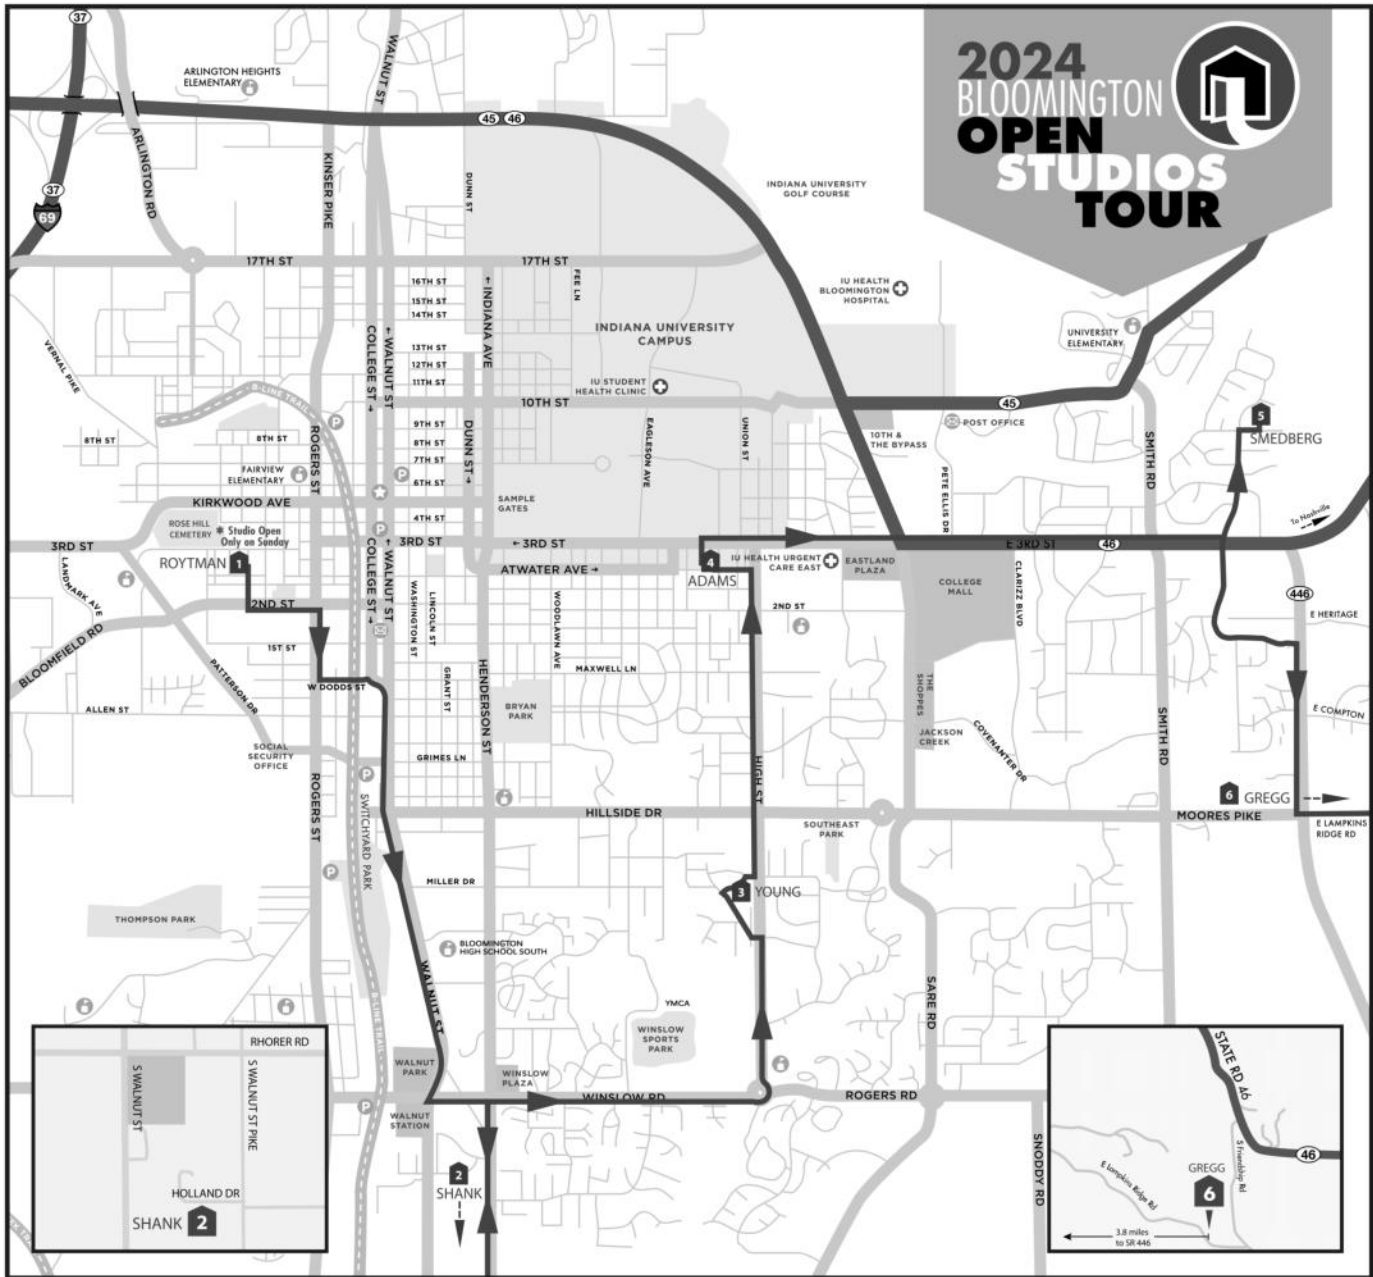 2024
BLOOMINGTON
OPEN
STUDIOS
TOUR
37
37
69
ARLINGTON HEIGHTS
ELEMENTARY
ARLINGTON RD
KINSER PIKE
WALNUT ST
45 46
DUNN ST
INDIANA UNIVERSITY
GOLF COURSE
17TH ST
17TH ST
16TH ST
15TH ST
14TH ST
13TH ST
12TH ST
11TH ST
←INDIANA AVE
FEE LN
INDIANA UNIVERSITY
CAMPUS
IU HEALTH
BLOOMINGTON
HOSPITAL
UNIVERSITY
ELEMENTARY
VERNAL PIKE
COLLEGE ST→
←WALNUT ST
IU STUDENT
HEALTH CLINIC
10TH ST
45
B-LINE TRAIL
P
8TH ST
8TH ST
ROGERS ST
9TH ST
8TH ST
7TH ST
6TH ST
DUNN ST→
EAGLESON AVE
UNION ST
10TH &
THE BYPASS
POST OFFICE
PETE ELLIS DR
SMITH RD
5
SMEDBERG
FAIRVIEW
ELEMENTARY
P
KIRKWOOD AVE
SAMPLE
GATES
4TH ST
ROSE HILL
CEMETERY
* Studio Open
Only on Sunday
P
3RD ST
3RD ST
←3RD ST
E 3RD ST
46
To Nashville
ROYTMAN
1
ATWATER AVE→
4
ADAMS
IU HEALTH URGENT
CARE EAST
EASTLAND
PLAZA
COLLEGE
MALL
CLARIZZ BLVD
446
E HERITAGE
LANDMARK AVE
BLOOMFIELD RD
2ND ST
COLLEGE ST→
←WALNUT ST
WASHINGTON ST
LINCOLN ST
WOODLAWN AVE
2ND ST
1ST ST
PATTERSON DR
W DODDS ST
GRANT ST
HENDERSON ST
MAXWELL LN
BRYAN
PARK
THE
SHOPPES
JACKSON
CREEK
COVENANTER DR
SMITH RD
E COMPTON
ALLEN ST
SOCIAL
SECURITY
OFFICE
GRIMES LN
HIGH ST
P
ROGERS ST
SWITCHYARD PARK
HILLSIDE DR
SOUTHEAST
PARK
6
GREGG
MOORES PIKE
E LAMPKINS
RIDGE RD
P
MILLER DR
3
YOUNG
THOMPSON PARK
BLOOMINGTON
HIGH SCHOOL SOUTH
WALNUT ST
B-LINE TRAIL
YMCA
WINSLOW
SPORTS
PARK
SARE RD
WALNUT
PARK
WINSLOW
PLAZA
WINSLOW RD
ROGERS RD
P
WALNUT
STATION
SNODDY RD
2
SHANK
RHORER RD
S WALNUT ST
S WALNUT ST PIKE
HOLLAND DR
SHANK
2
STATE RD 46
46
S Friendship Rd
E Lampkins Ridge Rd
GREGG
6
3.8 miles
to SR 446